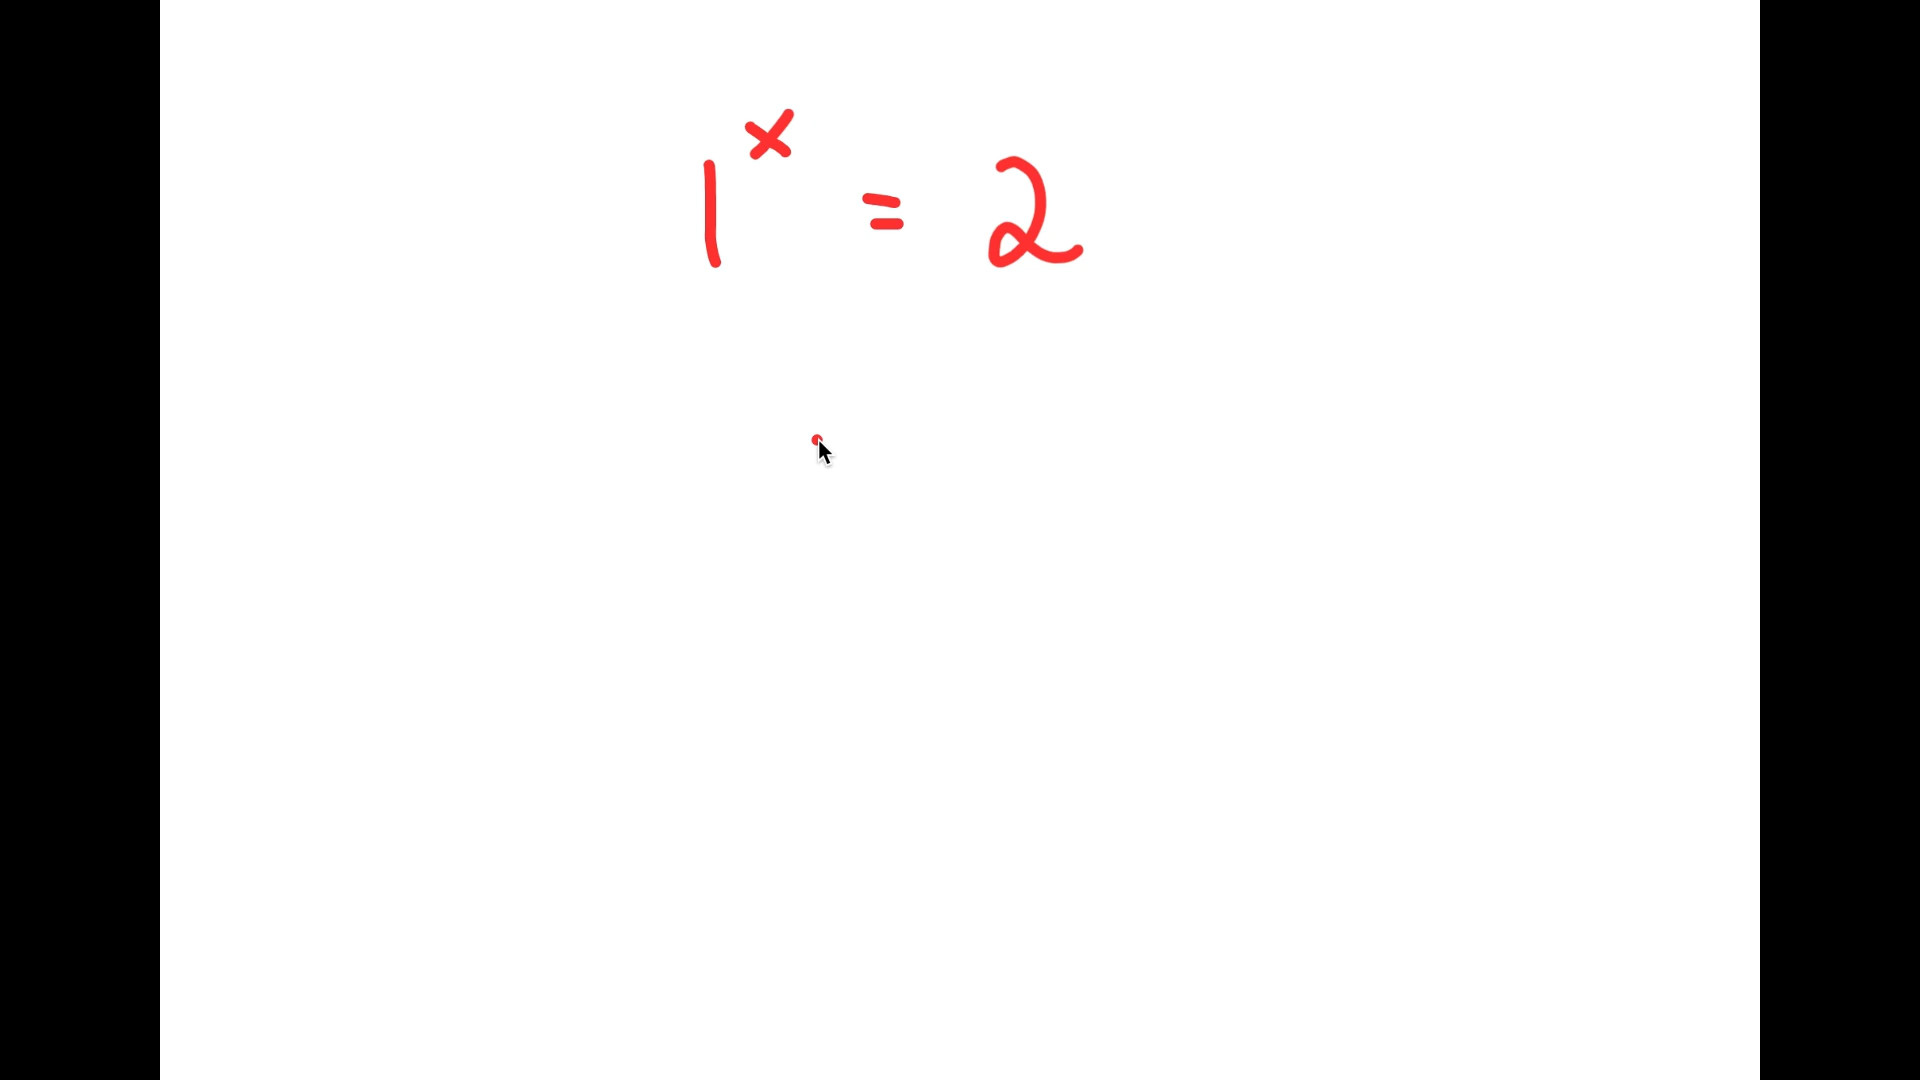 1^x = 2